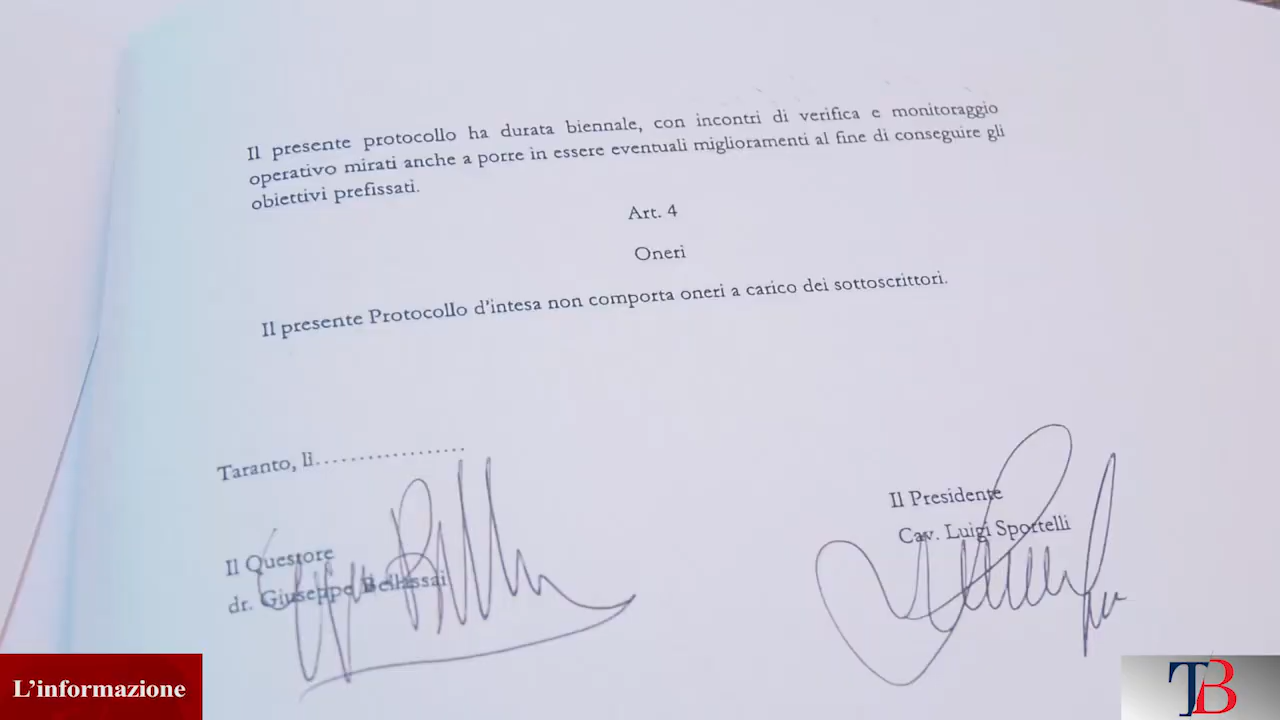 Il presente protocollo ha durata biennale, con incontri di verifica e monitoraggio
operativo mirati anche a porre in essere eventuali miglioramenti al fine di conseguire gli
obiettivi prefissati.
Art. 4
Oneri
Il presente Protocollo d'intesa non comporta oneri a carico dei sottoscrittori.
Taranto, lì..................
Il Questore
dr. Giuseppe Bellassai
Il Presidente
Cav. Luigi Sportelli
L'informazione
TB